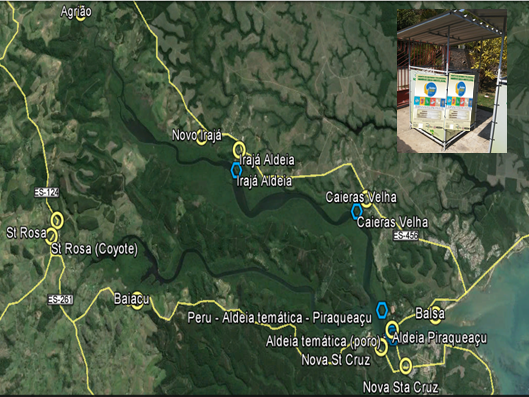 Agrião
Novo Irajá
Irajá Aldeia
Irajá Aldeia
ES-124
Caieras Velha
Caieras Velha
ES-456
St Rosa
St Rosa (Coyote)
ES-261
Baiacu
Peru - Aldeia temática - Piraqueaçu
Balsa
Aldeia temática (poro)
Aldeia Piraqueaçu
Nova St Cruz
Nova Sta Cruz